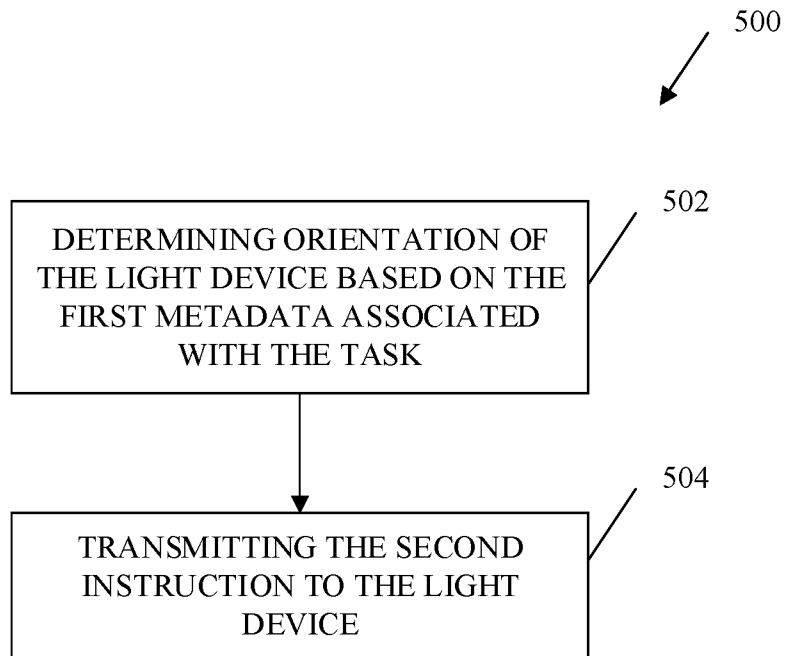 500
502
DETERMINING ORIENTATION OF
THE LIGHT DEVICE BASED ON THE
FIRST METADATA ASSOCIATED
WITH THE TASK
504
TRANSMITTING THE SECOND
INSTRUCTION TO THE LIGHT
DEVICE